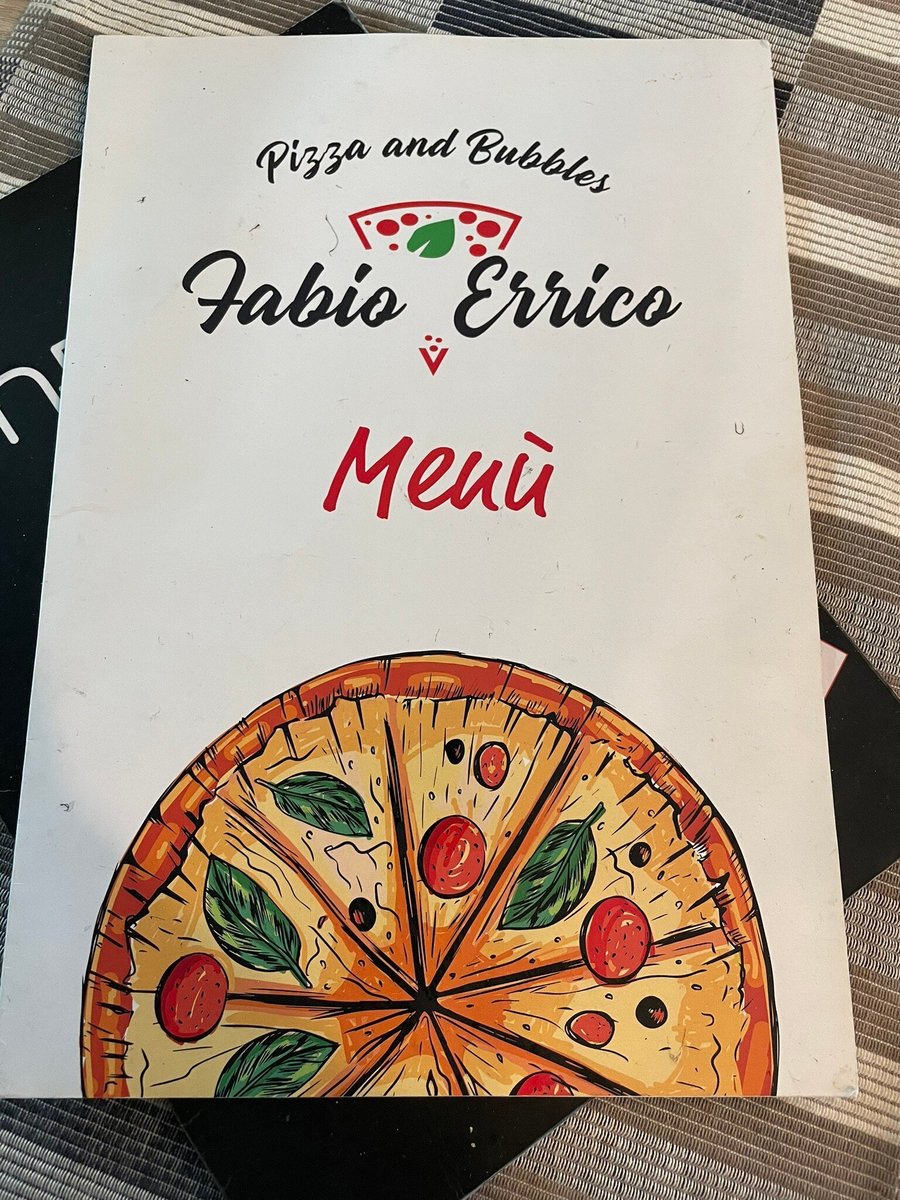 Pizza and Bubbles
Fabio Errico
Menù